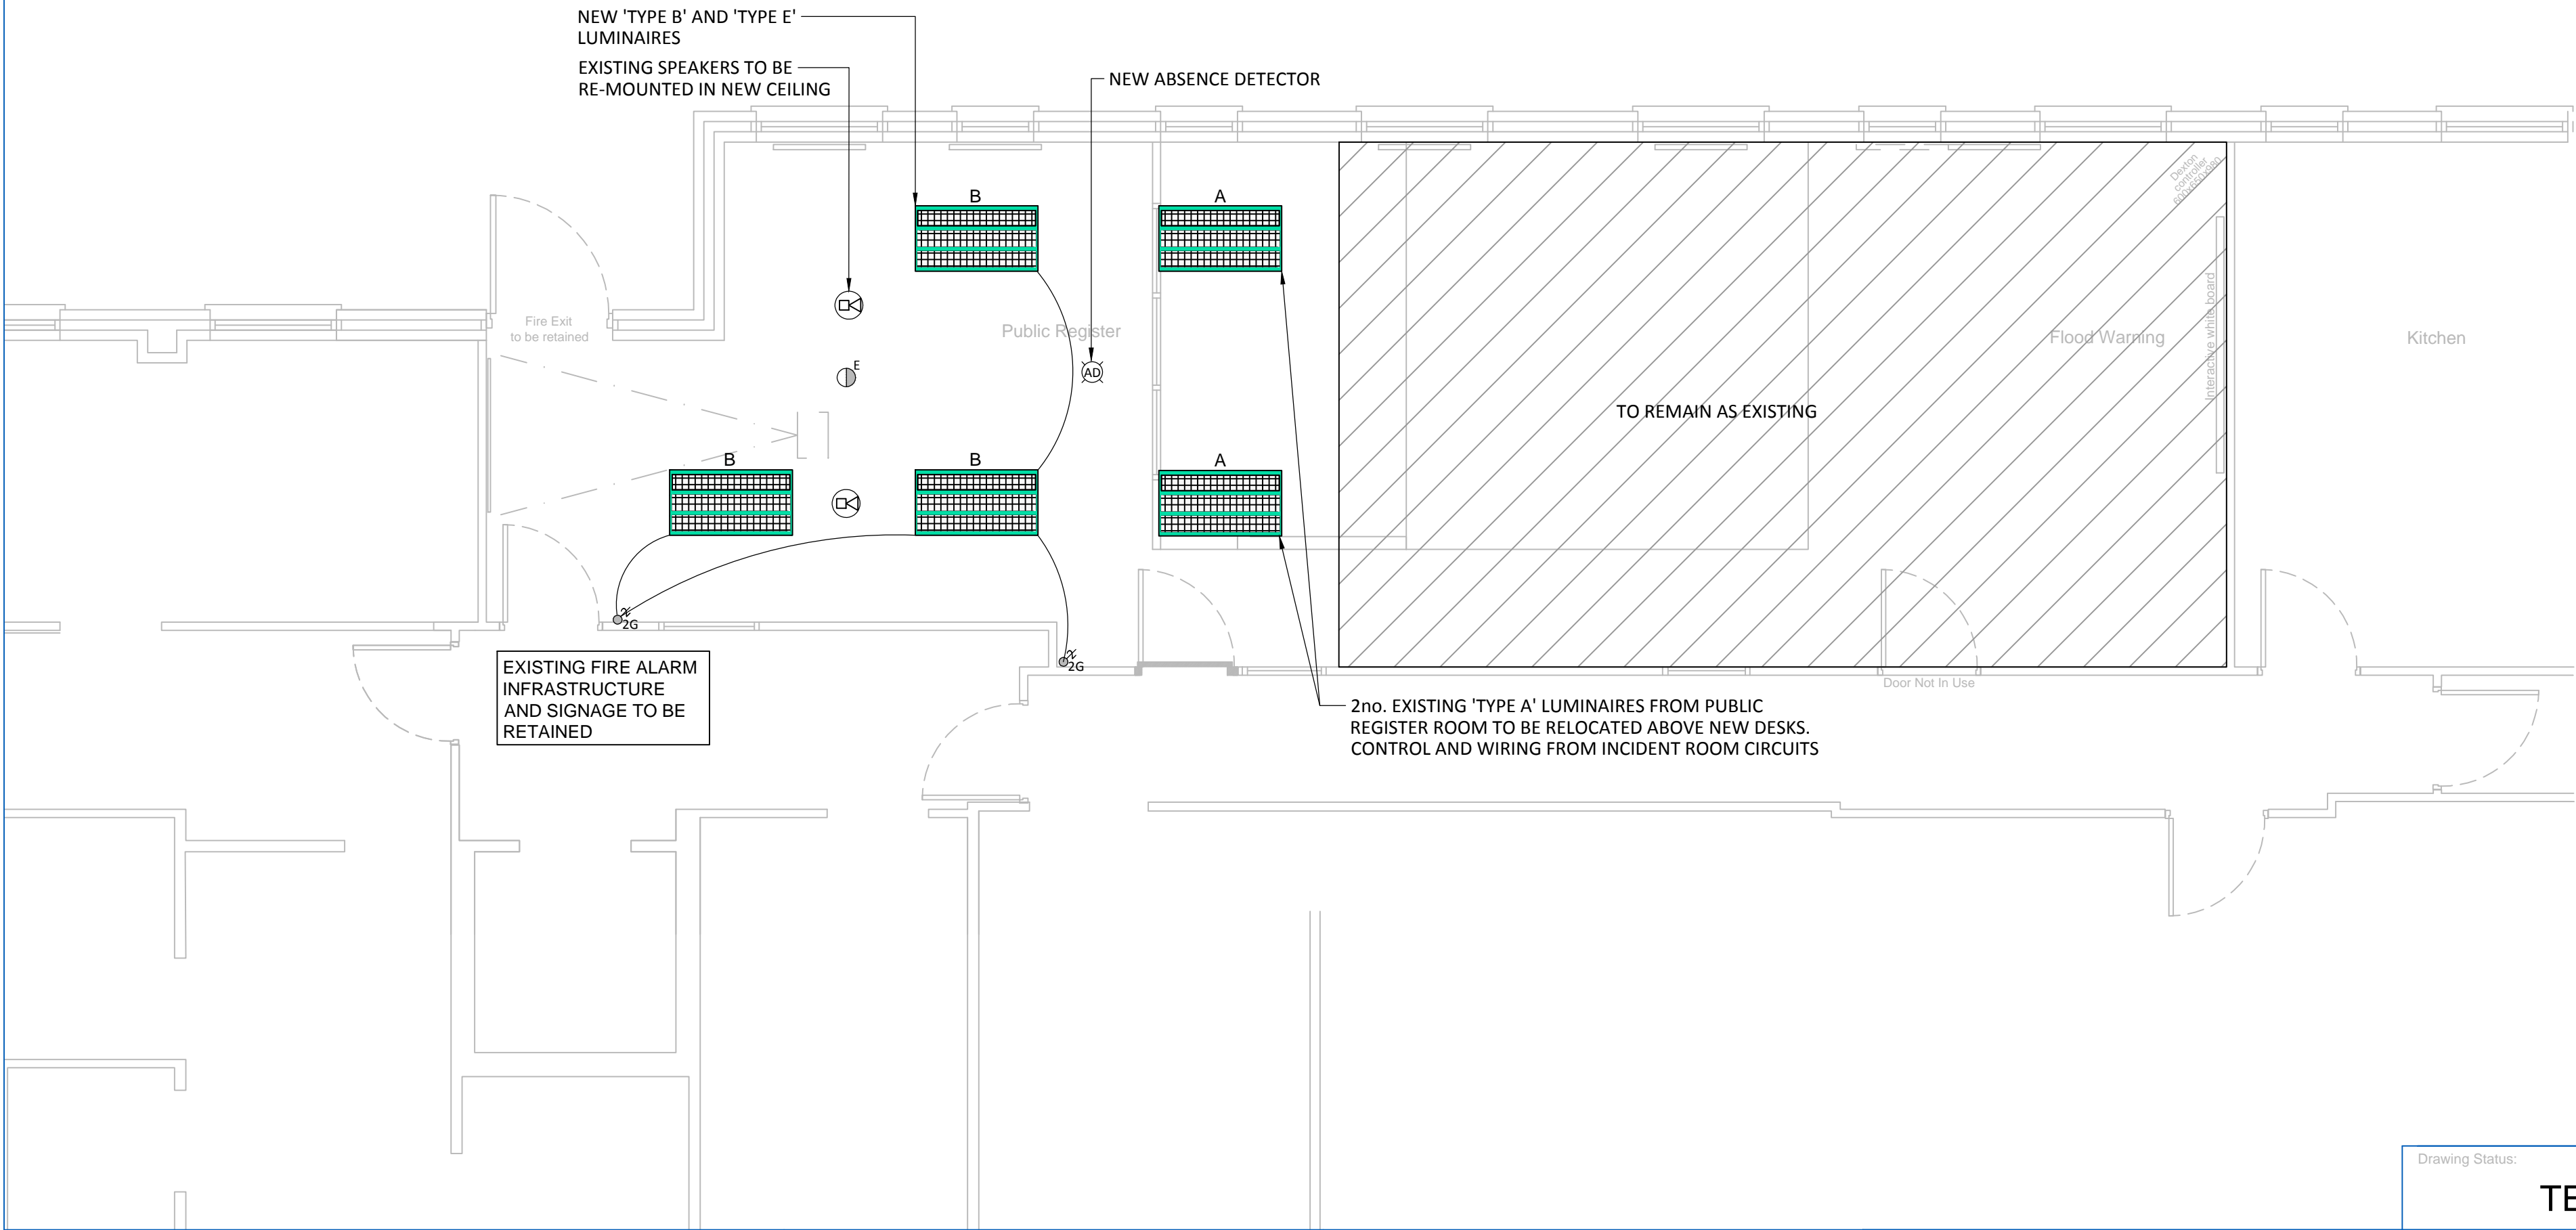 NEW 'TYPE B' AND 'TYPE E'
LUMINAIRES
EXISTING SPEAKERS TO BE
RE-MOUNTED IN NEW CEILING
NEW ABSENCE DETECTOR
Dexton
controller
B
A
Fire Exit
to be retained
Public Register
Flood Warning
Interactive white board
Kitchen
E
AD
TO REMAIN AS EXISTING
B
B
A
2G
2G
EXISTING FIRE ALARM
INFRASTRUCTURE
AND SIGNAGE TO BE
RETAINED
Door Not In Use
2no. EXISTING 'TYPE A' LUMINAIRES FROM PUBLIC
REGISTER ROOM TO BE RELOCATED ABOVE NEW DESKS.
CONTROL AND WIRING FROM INCIDENT ROOM CIRCUITS
Drawing Status: